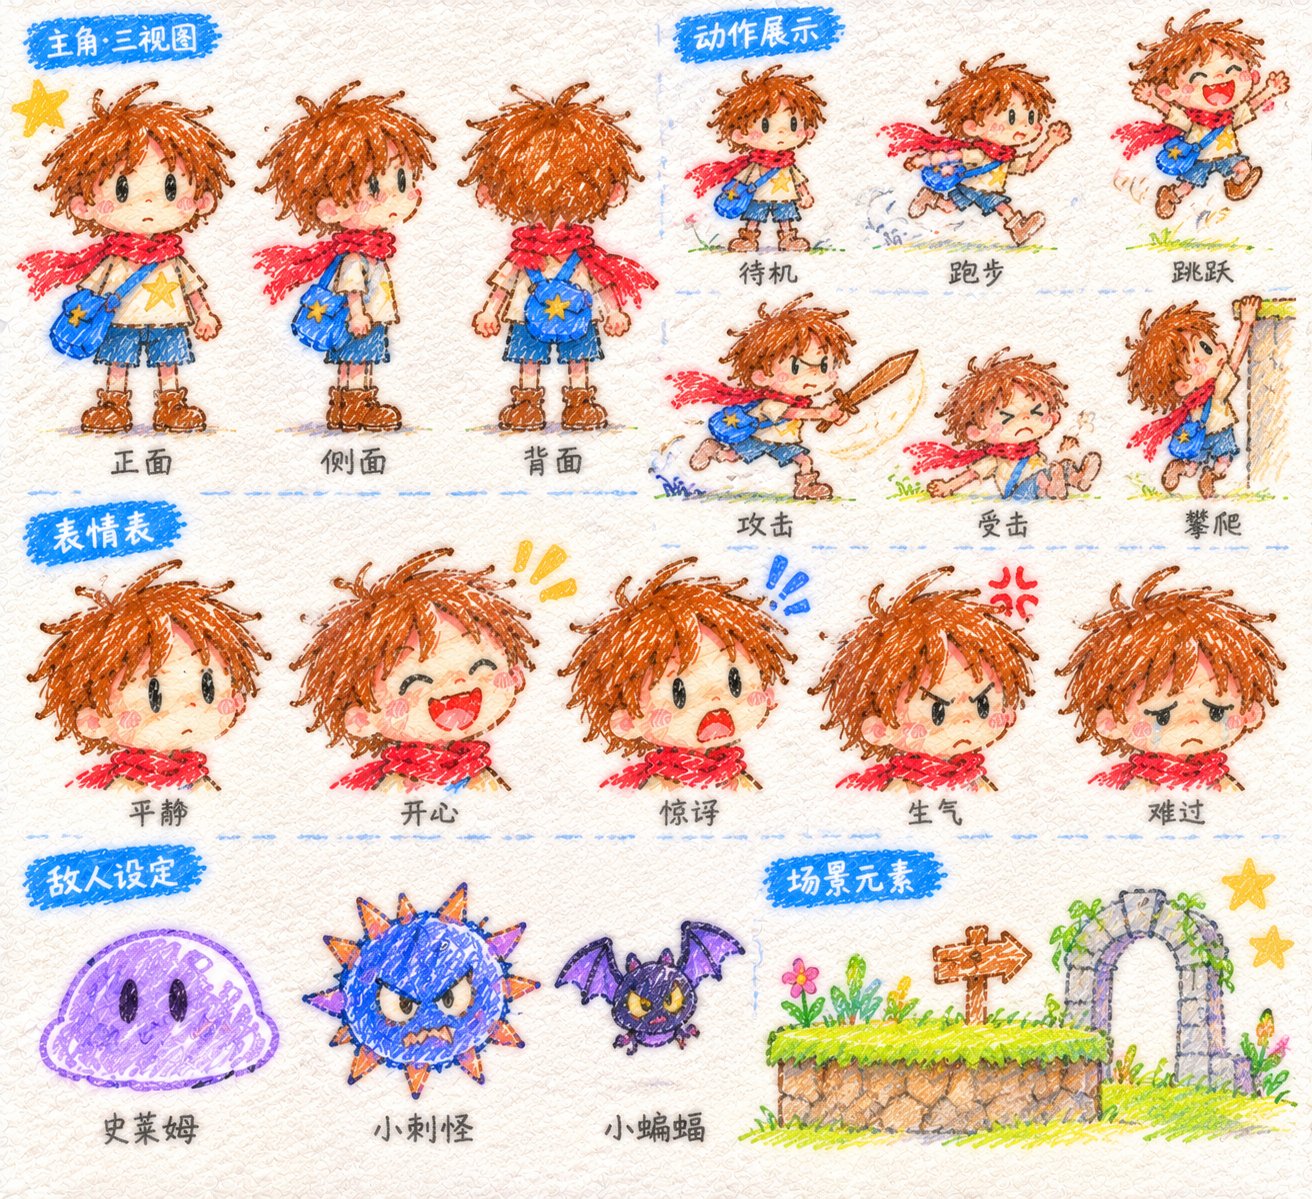 主角·三视图
正面
侧面
背面
动作展示
待机
跑步
跳跃
攻击
受击
攀爬
表情表
平静
开心
惊讶
生气
难过
敌人设定
史莱姆
小刺怪
小蝙蝠
场景元素